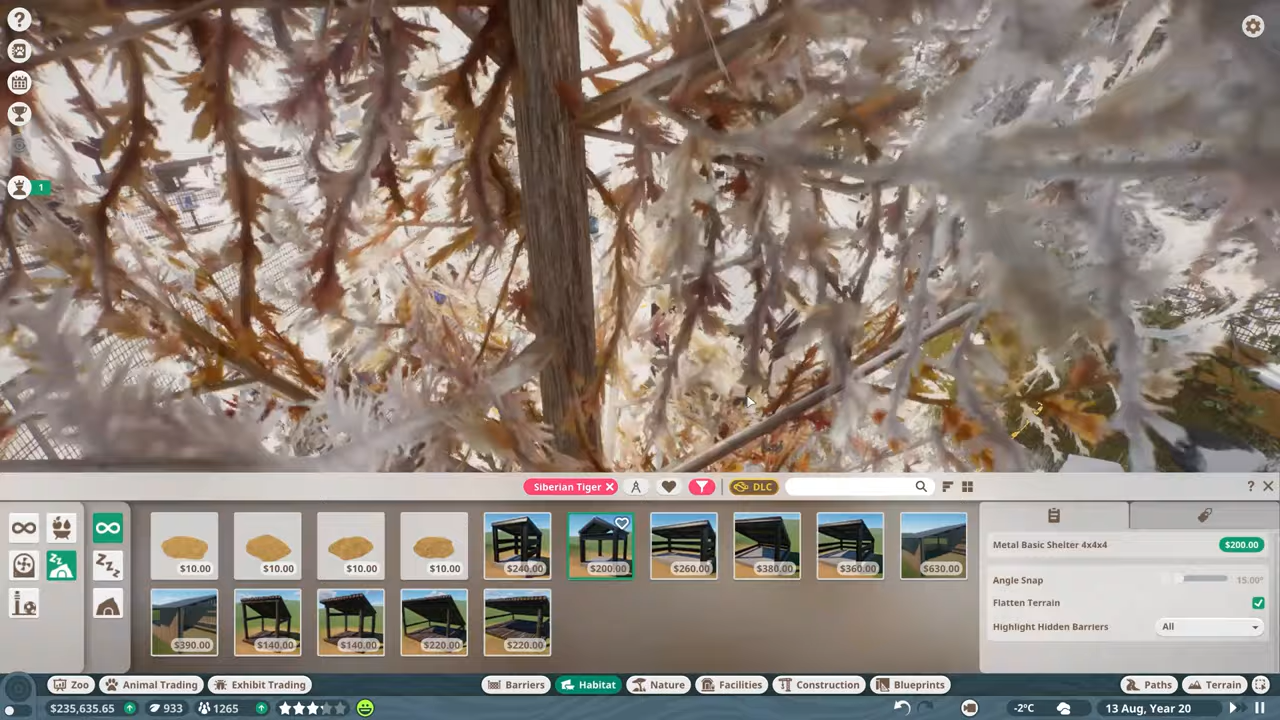 ?
1
Siberian Tiger ×
DLC
? ×
$10.00 $10.00 $10.00 $10.00 $240.00 $200.00 $260.00 $380.00 $360.00 $630.00
$390.00 $140.00 $140.00 $220.00 $220.00
Metal Basic Shelter 4x4x4 $200.00
Angle Snap 15.00°
Flatten Terrain
Highlight Hidden Barriers All
Zoo Animal Trading Exhibit Trading Barriers Habitat Nature Facilities Construction Blueprints Paths Terrain
$235,635.65 933 1265 -2°C 13 Aug, Year 20